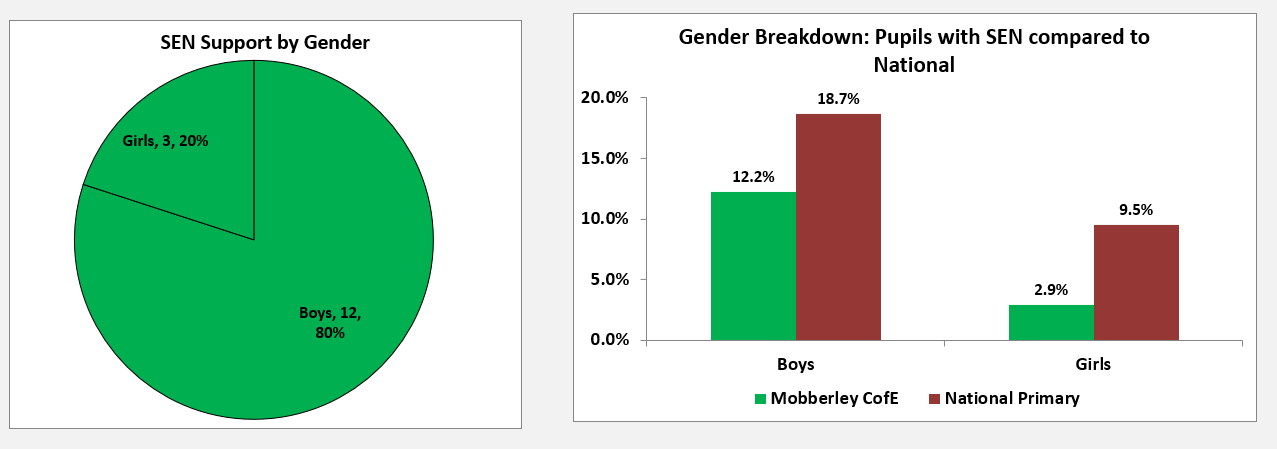 SEN Support by Gender
Girls, 3, 20%
Boys, 12,
80%
Gender Breakdown: Pupils with SEN compared to
National
20.0%
15.0%
10.0%
5.0%
0.0%
12.2%
18.7%
2.9%
9.5%
Boys
Girls
Mobberley CofE
National Primary